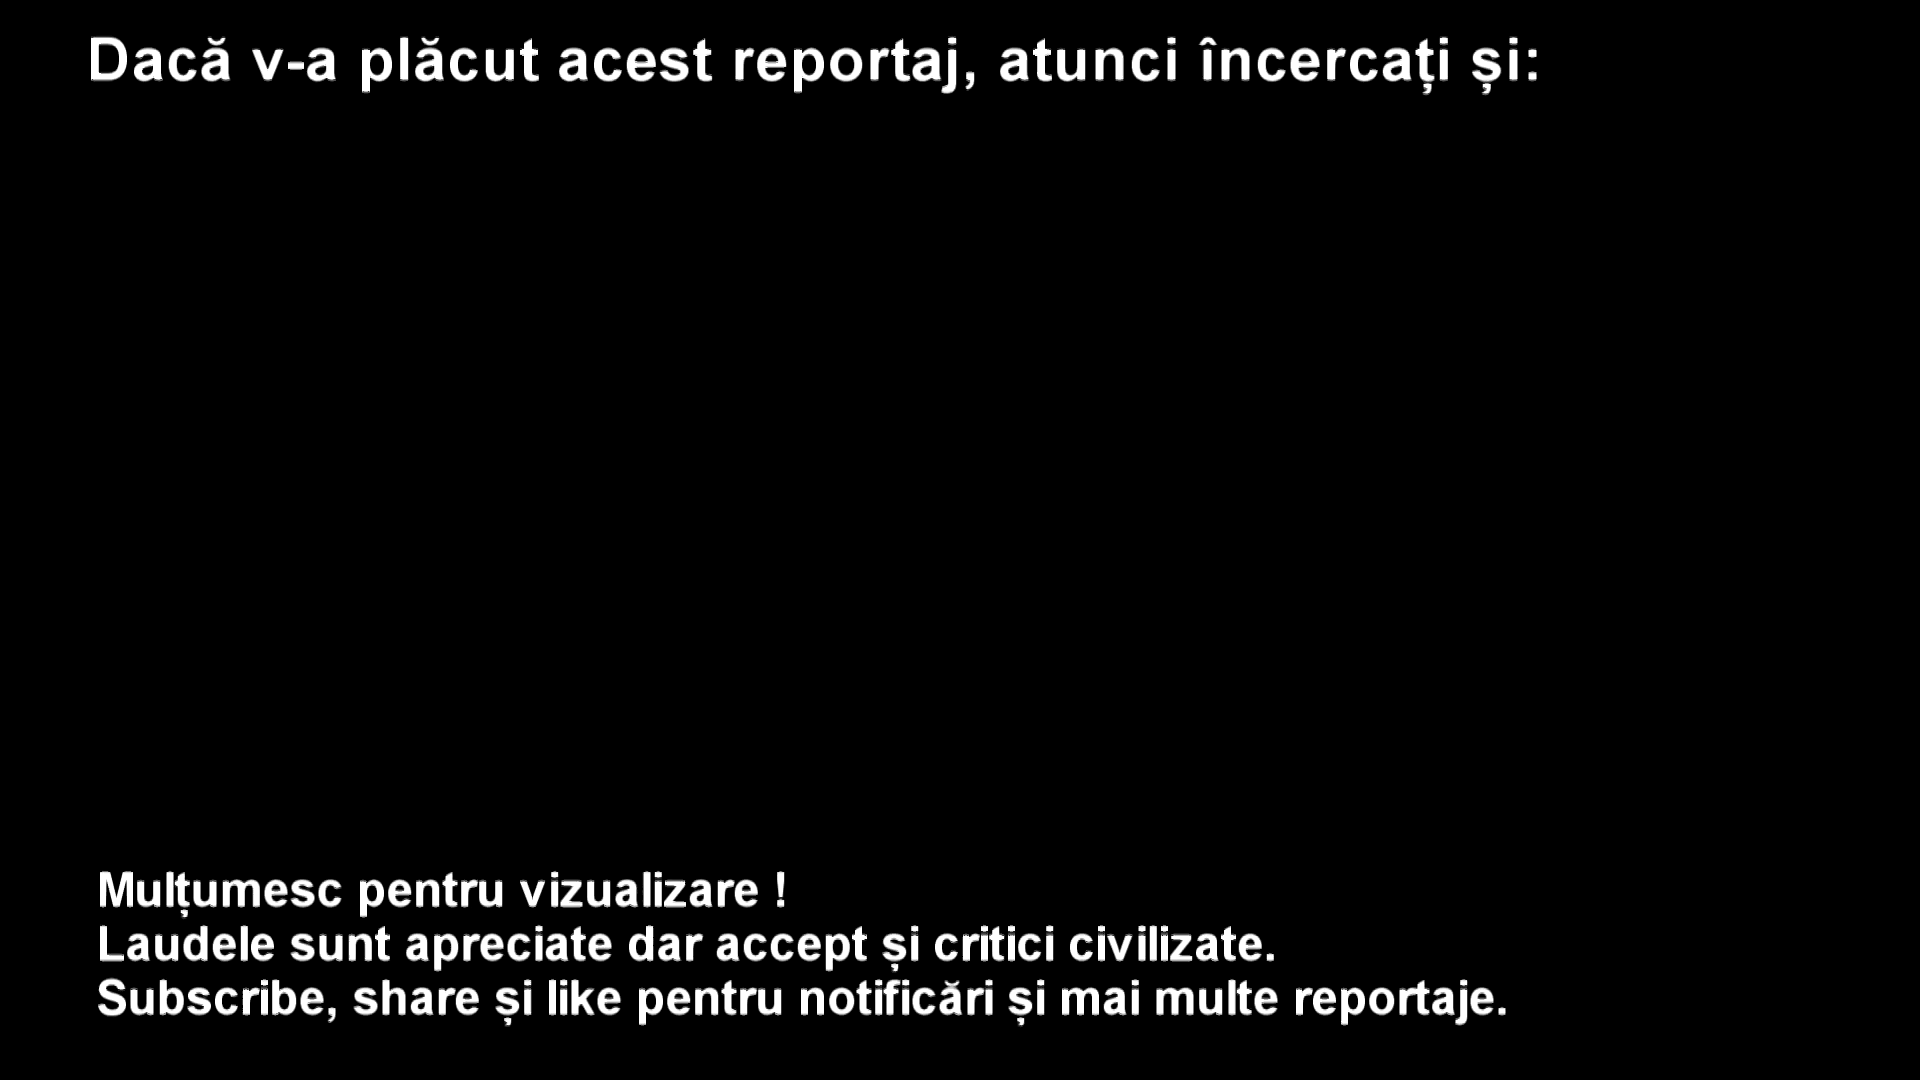 Dacă v-a plăcut acest reportaj, atunci încercați și:
Mulțumesc pentru vizualizare !
Laudele sunt apreciate dar accept și critici civilizate.
Subscribe, share și like pentru notificări și mai multe reportaje.